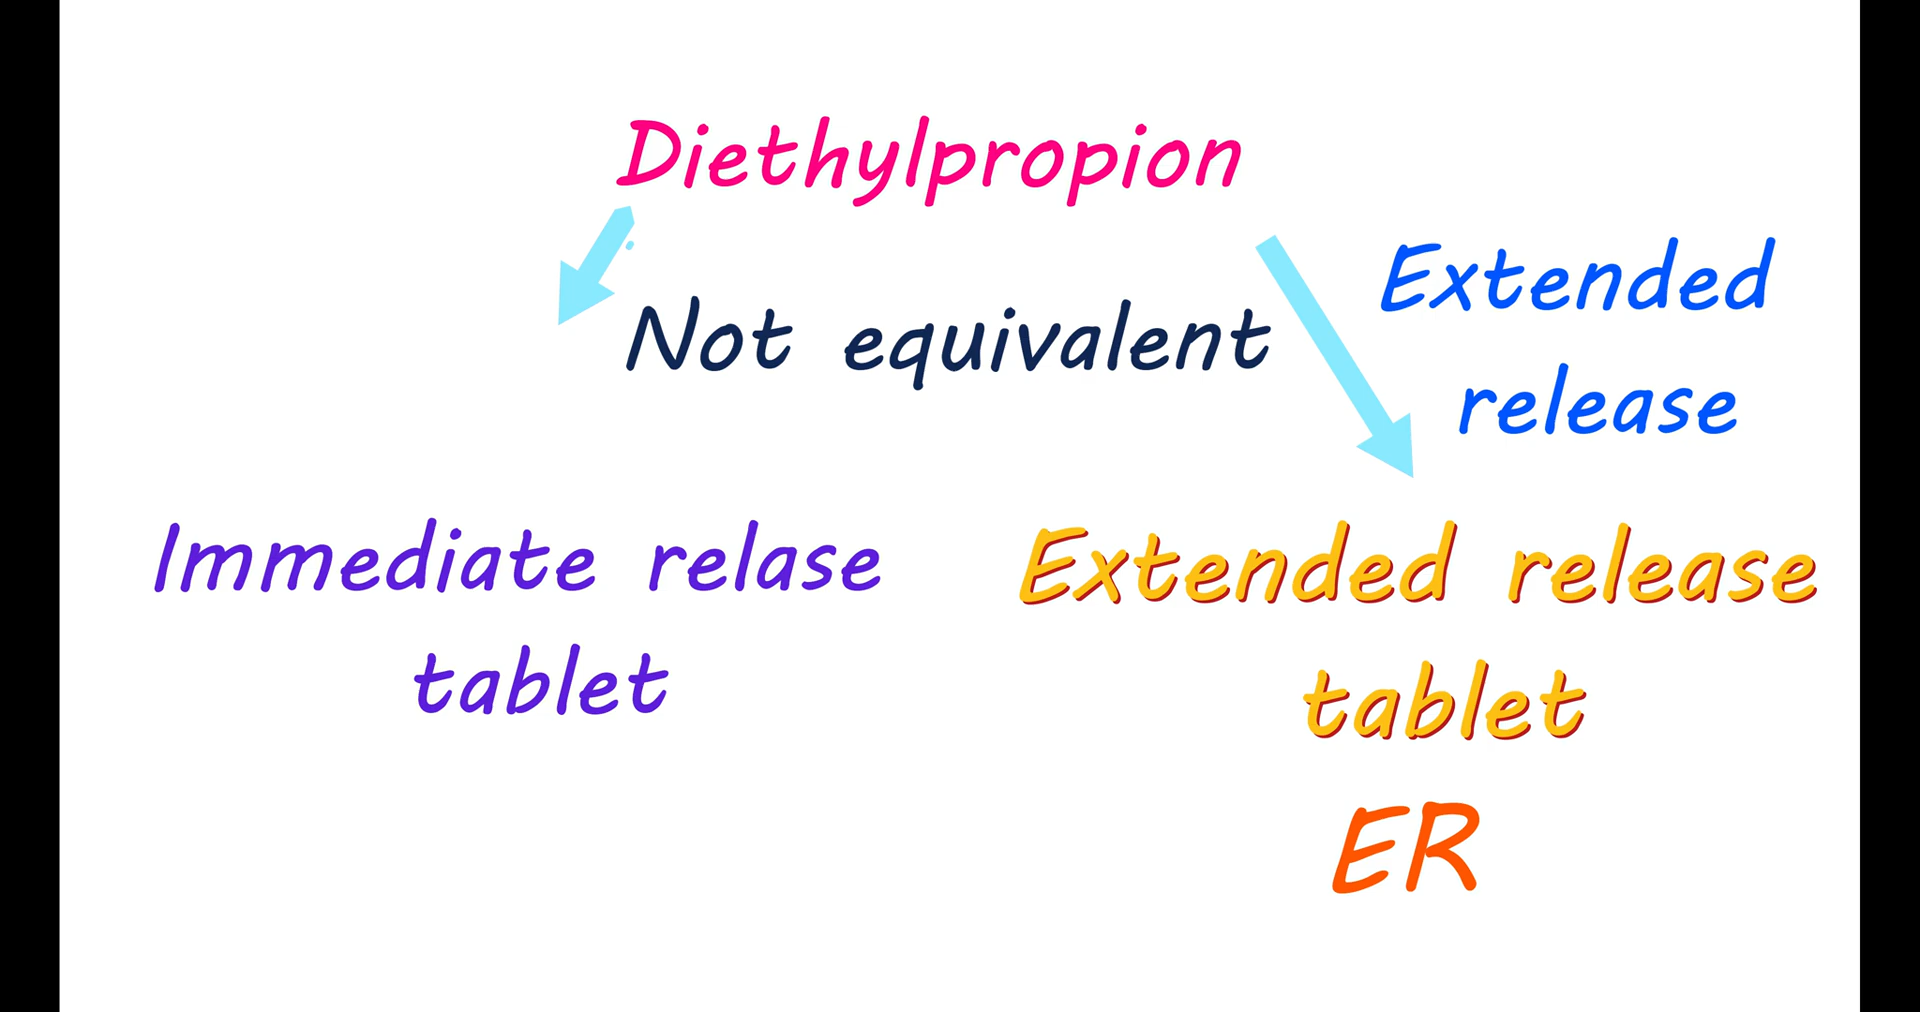 Diethylpropion
Not equivalent
Extended
release
Immediate relase
tablet
Extended release
tablet
ER